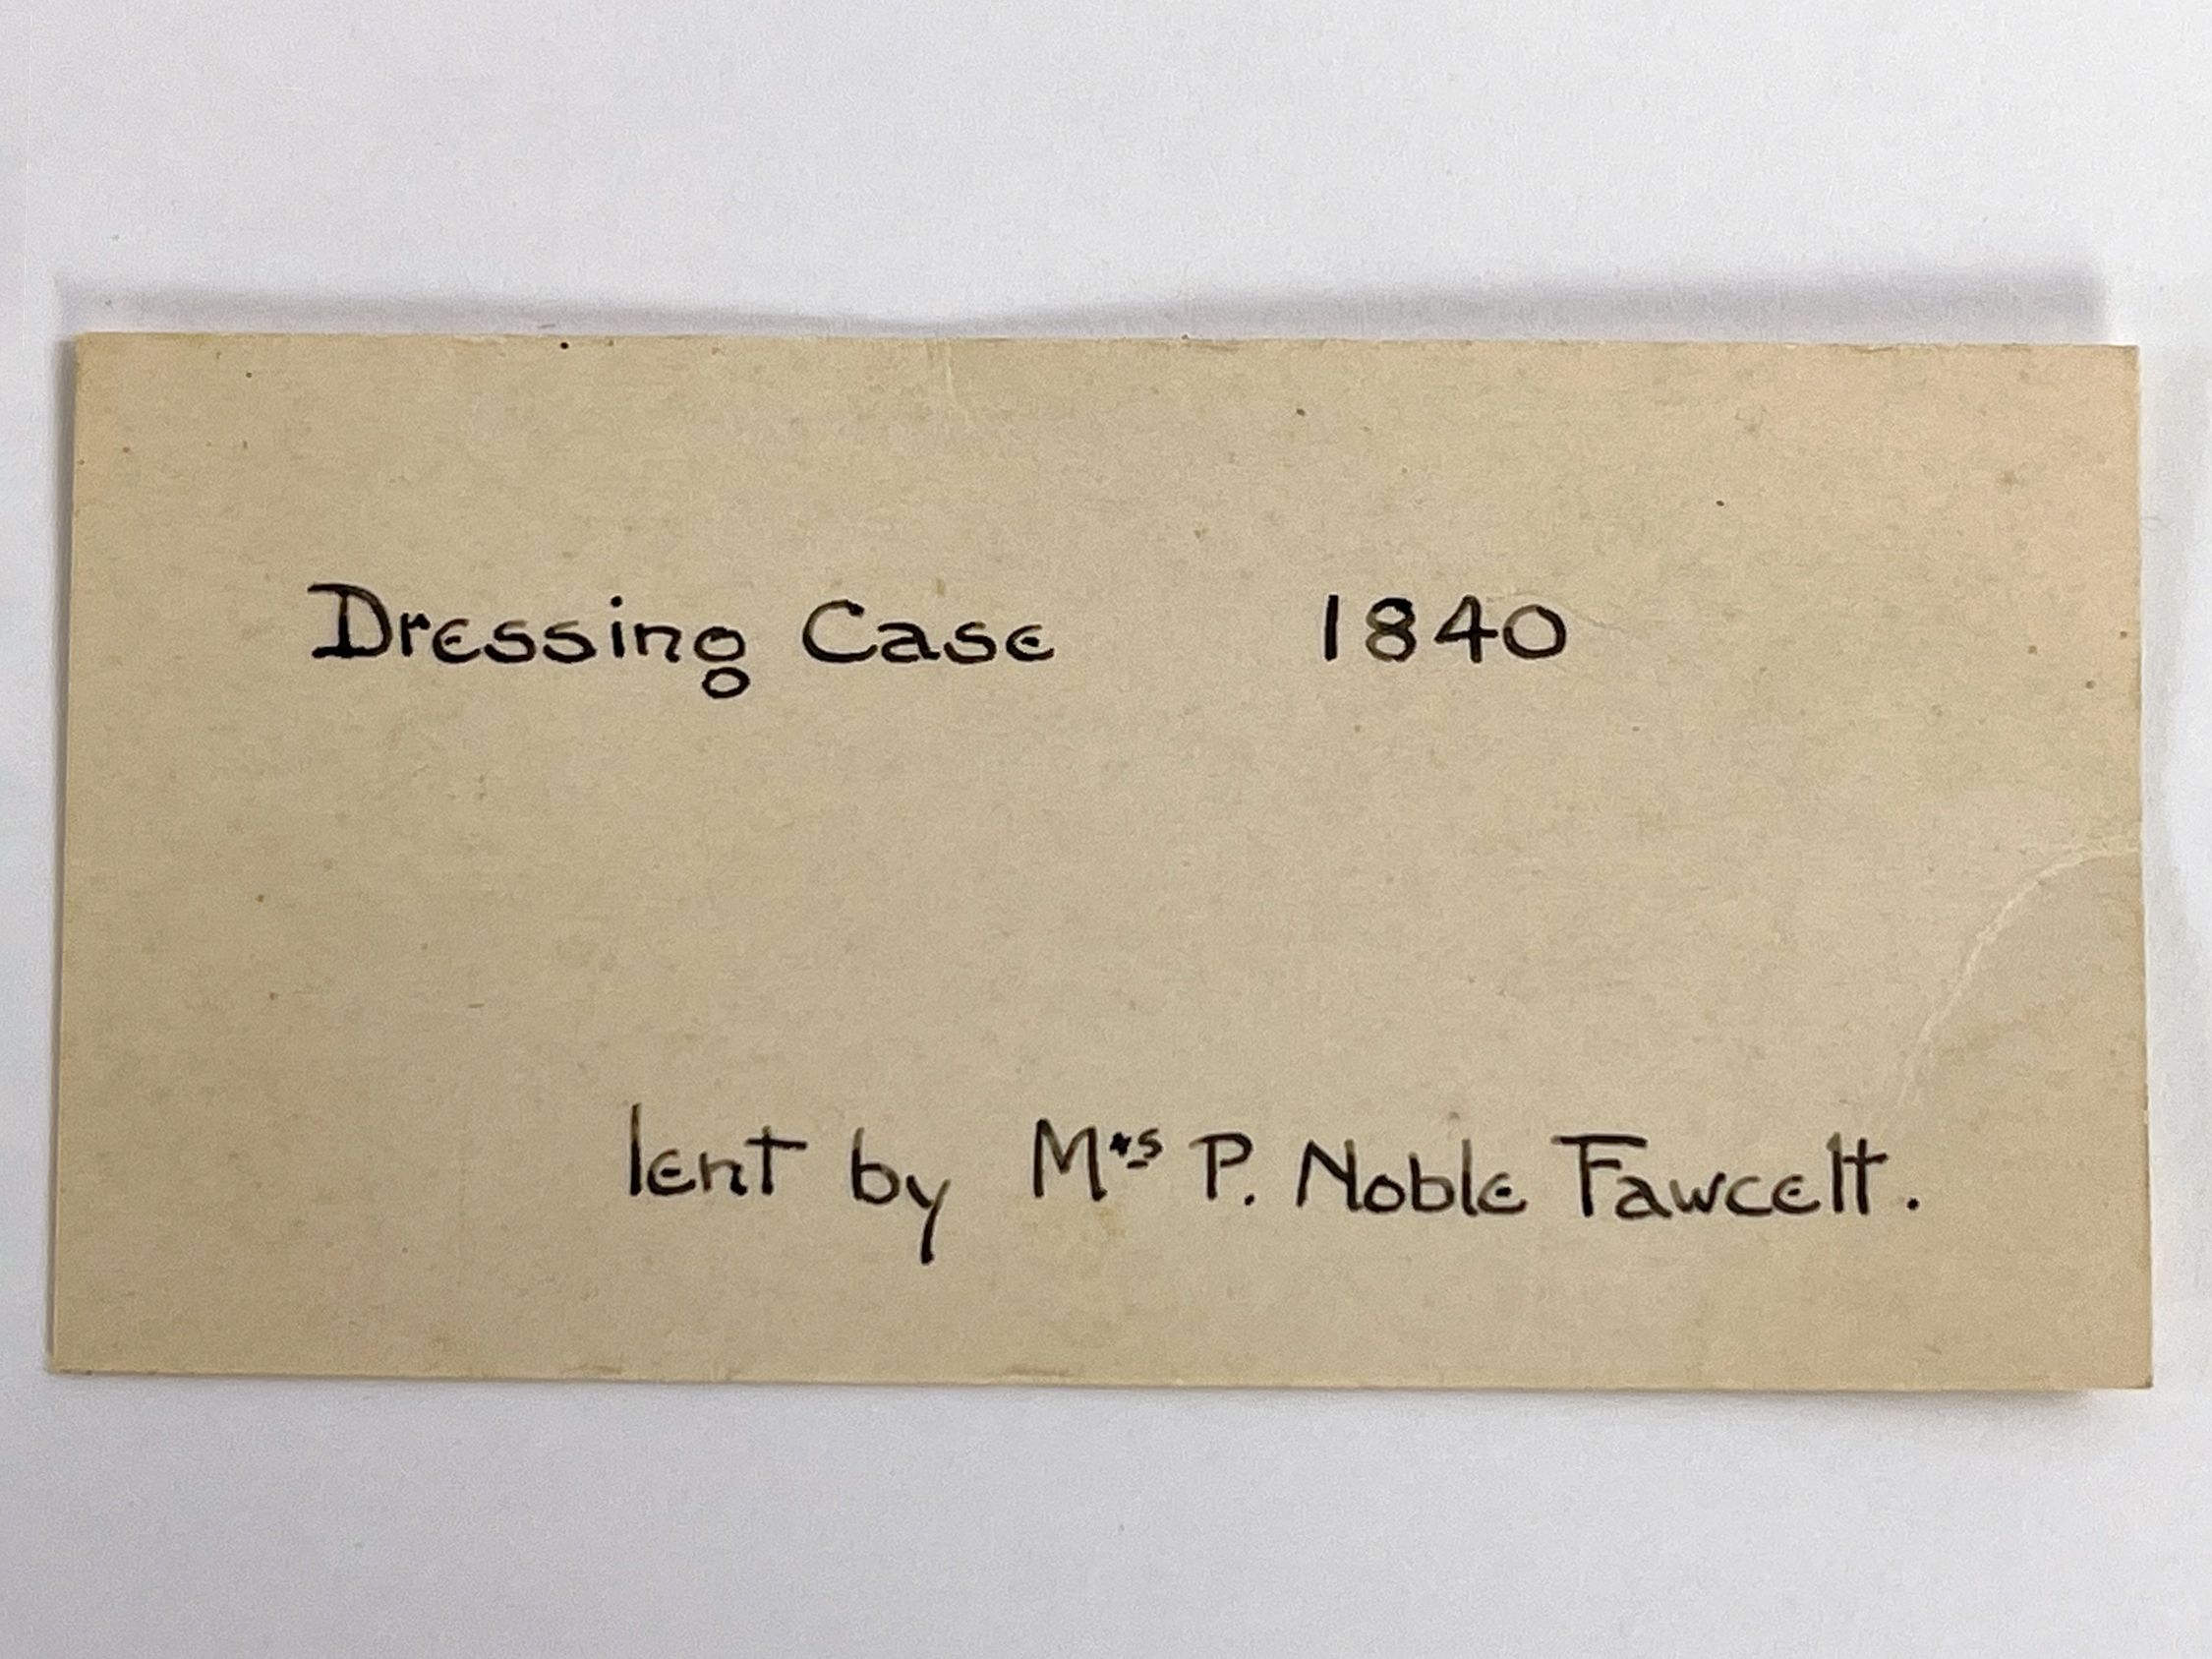 Dressing Case 1840
lent by Mrs P. Noble Fawcett.